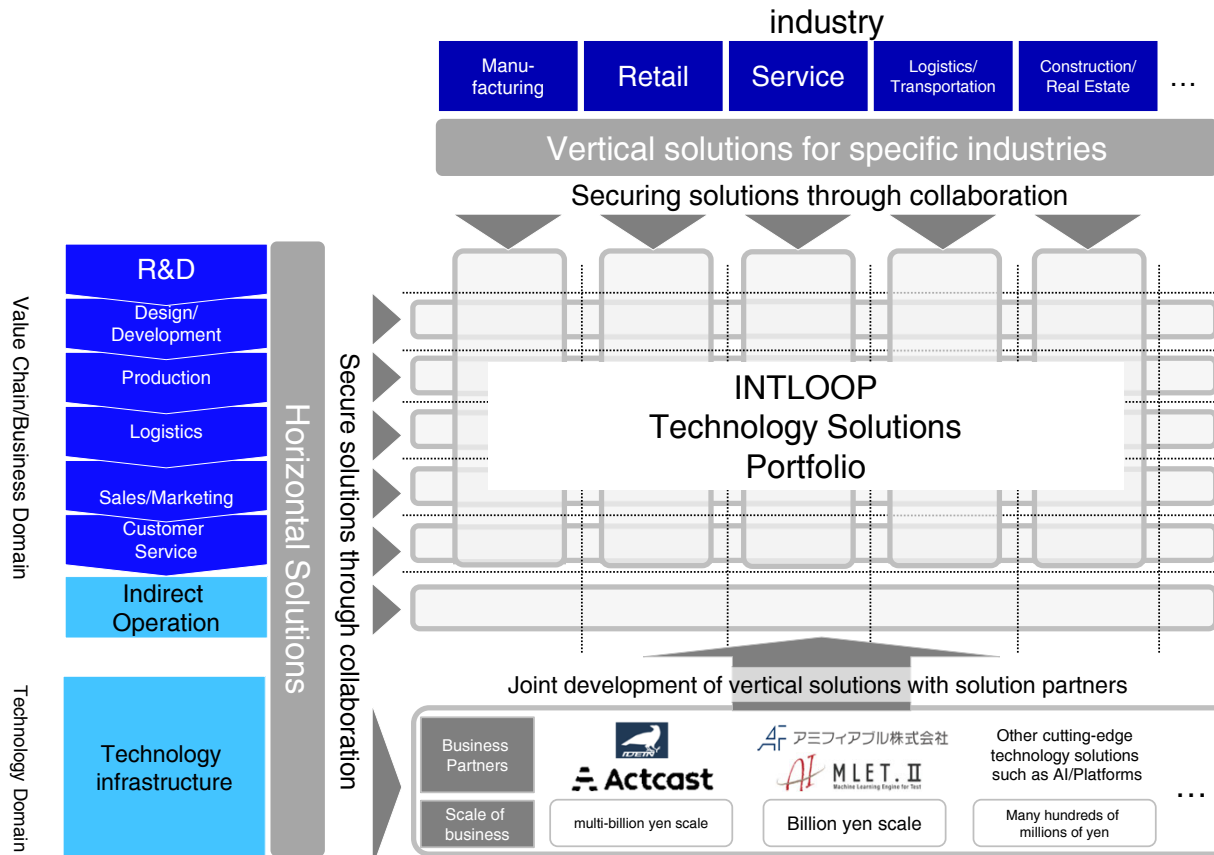 industry
Manu-
facturing
Retail
Service
Logistics/
Transportation
Construction/
Real Estate
...
Vertical solutions for specific industries
Securing solutions through collaboration
Value Chain/Business Domain
R&D
Design/
Development
Production
Logistics
Sales/Marketing
Customer
Service
Indirect
Operation
Horizontal Solutions
Secure solutions through collaboration
INTLOOP
Technology Solutions
Portfolio
Technology Domain
Technology
infrastructure
Joint development of vertical solutions with solution partners
Business
Partners
IDEIN
Actcast
AF アミフィアブル株式会社
AI MLET.II
Machine Learning Engine for Test
Other cutting-edge
technology solutions
such as AI/Platforms
...
Scale of
business
multi-billion yen scale
Billion yen scale
Many hundreds of
millions of yen